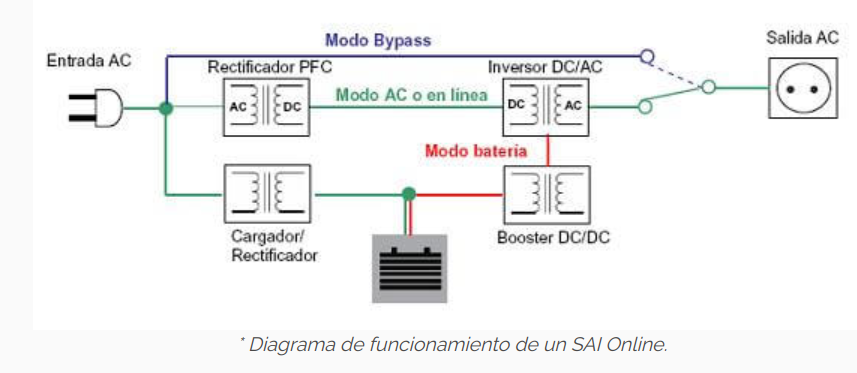 Modo Bypass
Salida AC
Entrada AC
Rectificador PFC
Inversor DC/AC
Modo AC o en línea
AC
DC
DC
AC
Modo batería
Cargador/
Rectificador
Booster DC/DC
* Diagrama de funcionamiento de un SAI Online.